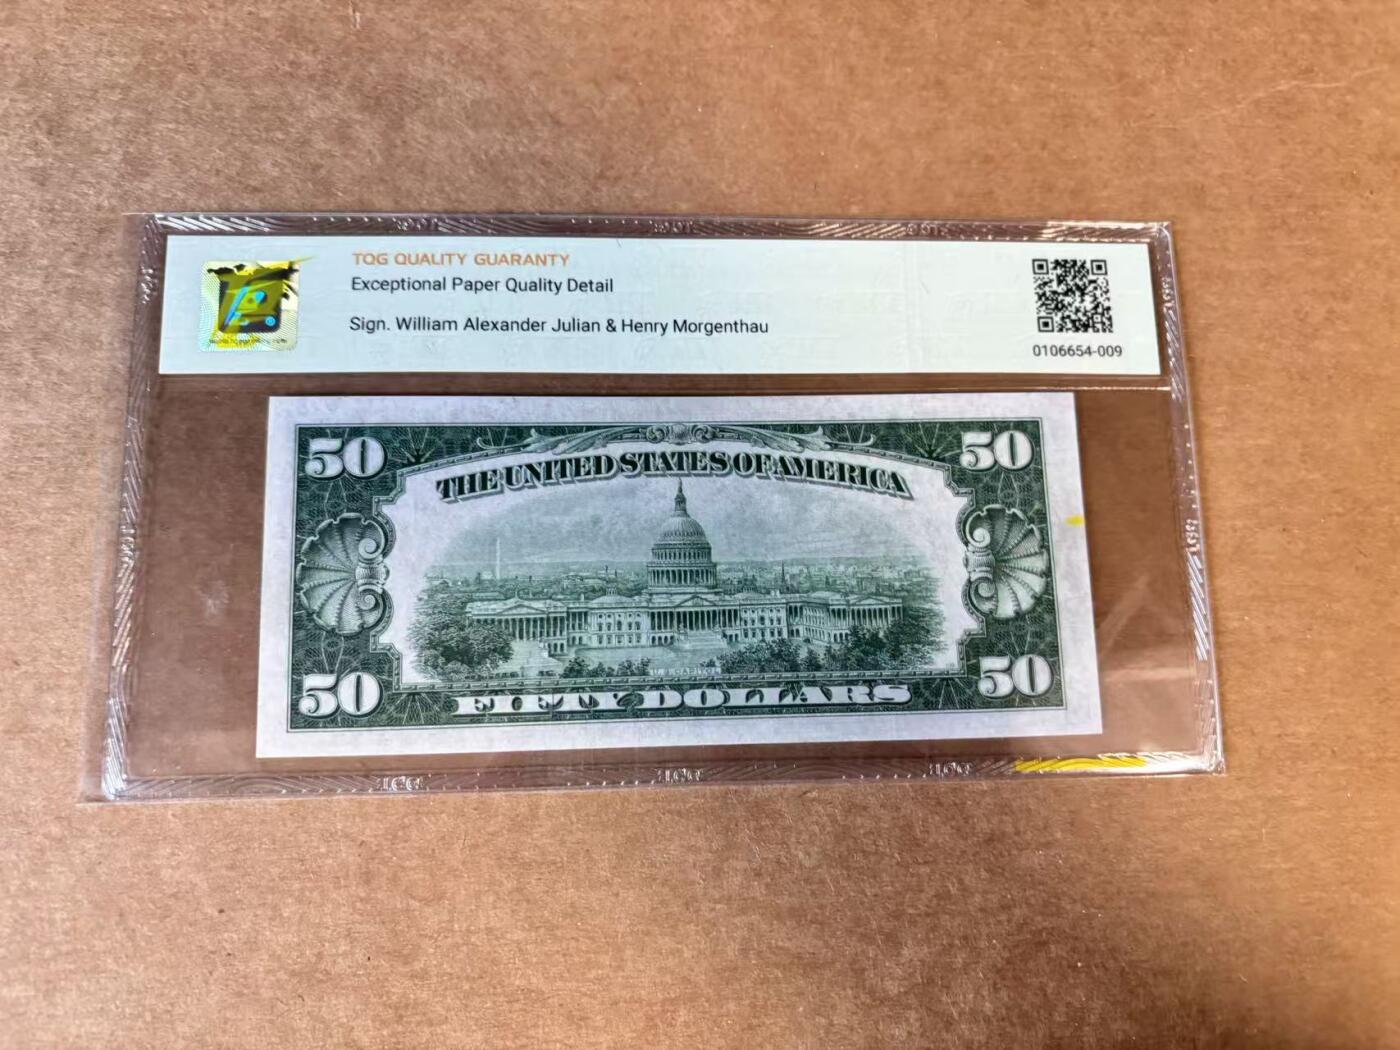 TQG QUALITY GUARANTY
Exceptional Paper Quality Detail
Sign. William Alexander Julian & Henry Morgenthau
0106654-009
50
50
THE UNITED STATES OF AMERICA
U.S. CAPITOL
50
50
FIFTY DOLLARS